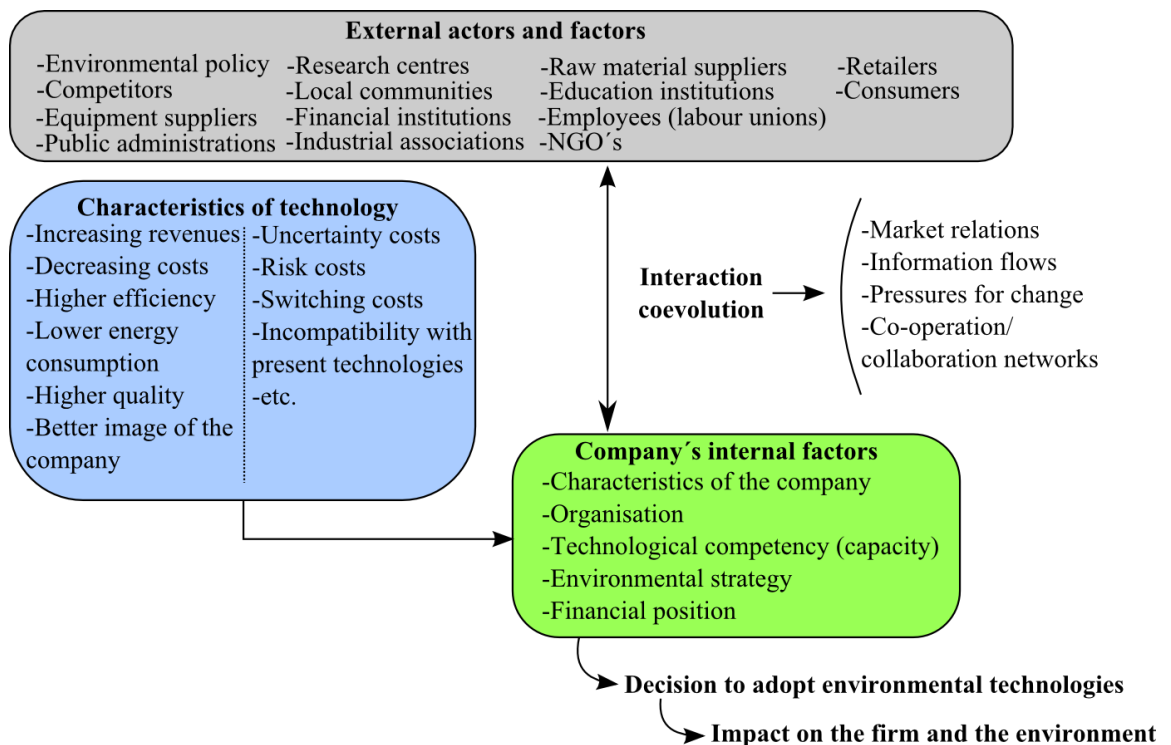 External actors and factors
-Environmental policy
-Competitors
-Equipment suppliers
-Public administrations
-Research centres
-Local communities
-Financial institutions
-Industrial associations
-Raw material suppliers
-Education institutions
-Employees (labour unions)
-NGO´s
-Retailers
-Consumers
Characteristics of technology
-Increasing revenues
-Decreasing costs
-Higher efficiency
-Lower energy
consumption
-Higher quality
-Better image of the
company
-Uncertainty costs
-Risk costs
-Switching costs
-Incompatibility with
present technologies
-etc.
Interaction
coevolution
-Market relations
-Information flows
-Pressures for change
-Co-operation/
collaboration networks
Company´s internal factors
-Characteristics of the company
-Organisation
-Technological competency (capacity)
-Environmental strategy
-Financial position
Decision to adopt environmental technologies
Impact on the firm and the environment